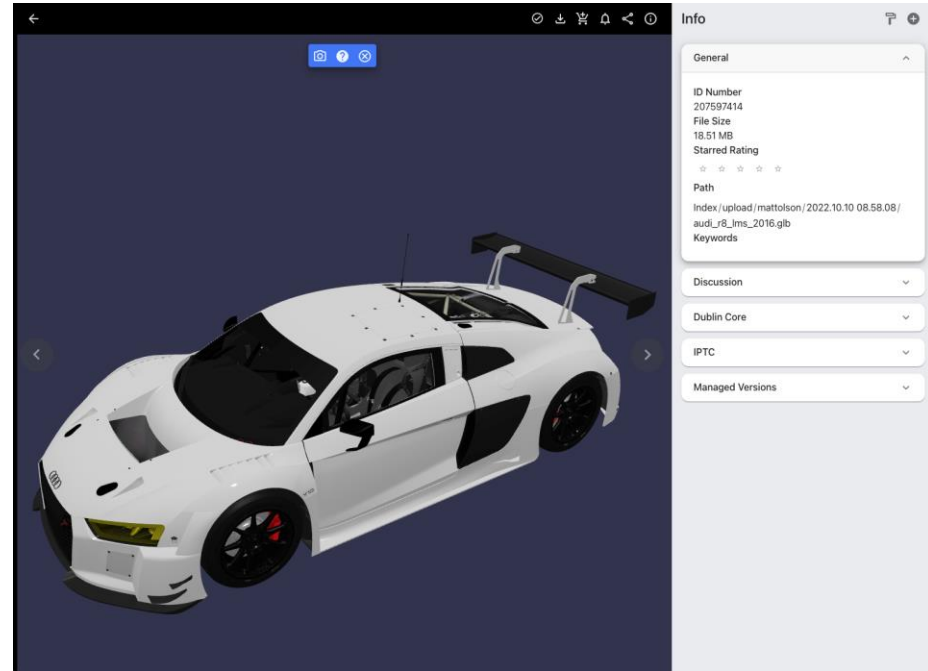 Info
General
ID Number
207597414
File Size
18.51 MB
Starred Rating
Path
Index/upload/mattolson/2022.10.10 08.58.08/
audi_r8_lms_2016.glb
Keywords
Discussion
Dublin Core
IPTC
Managed Versions